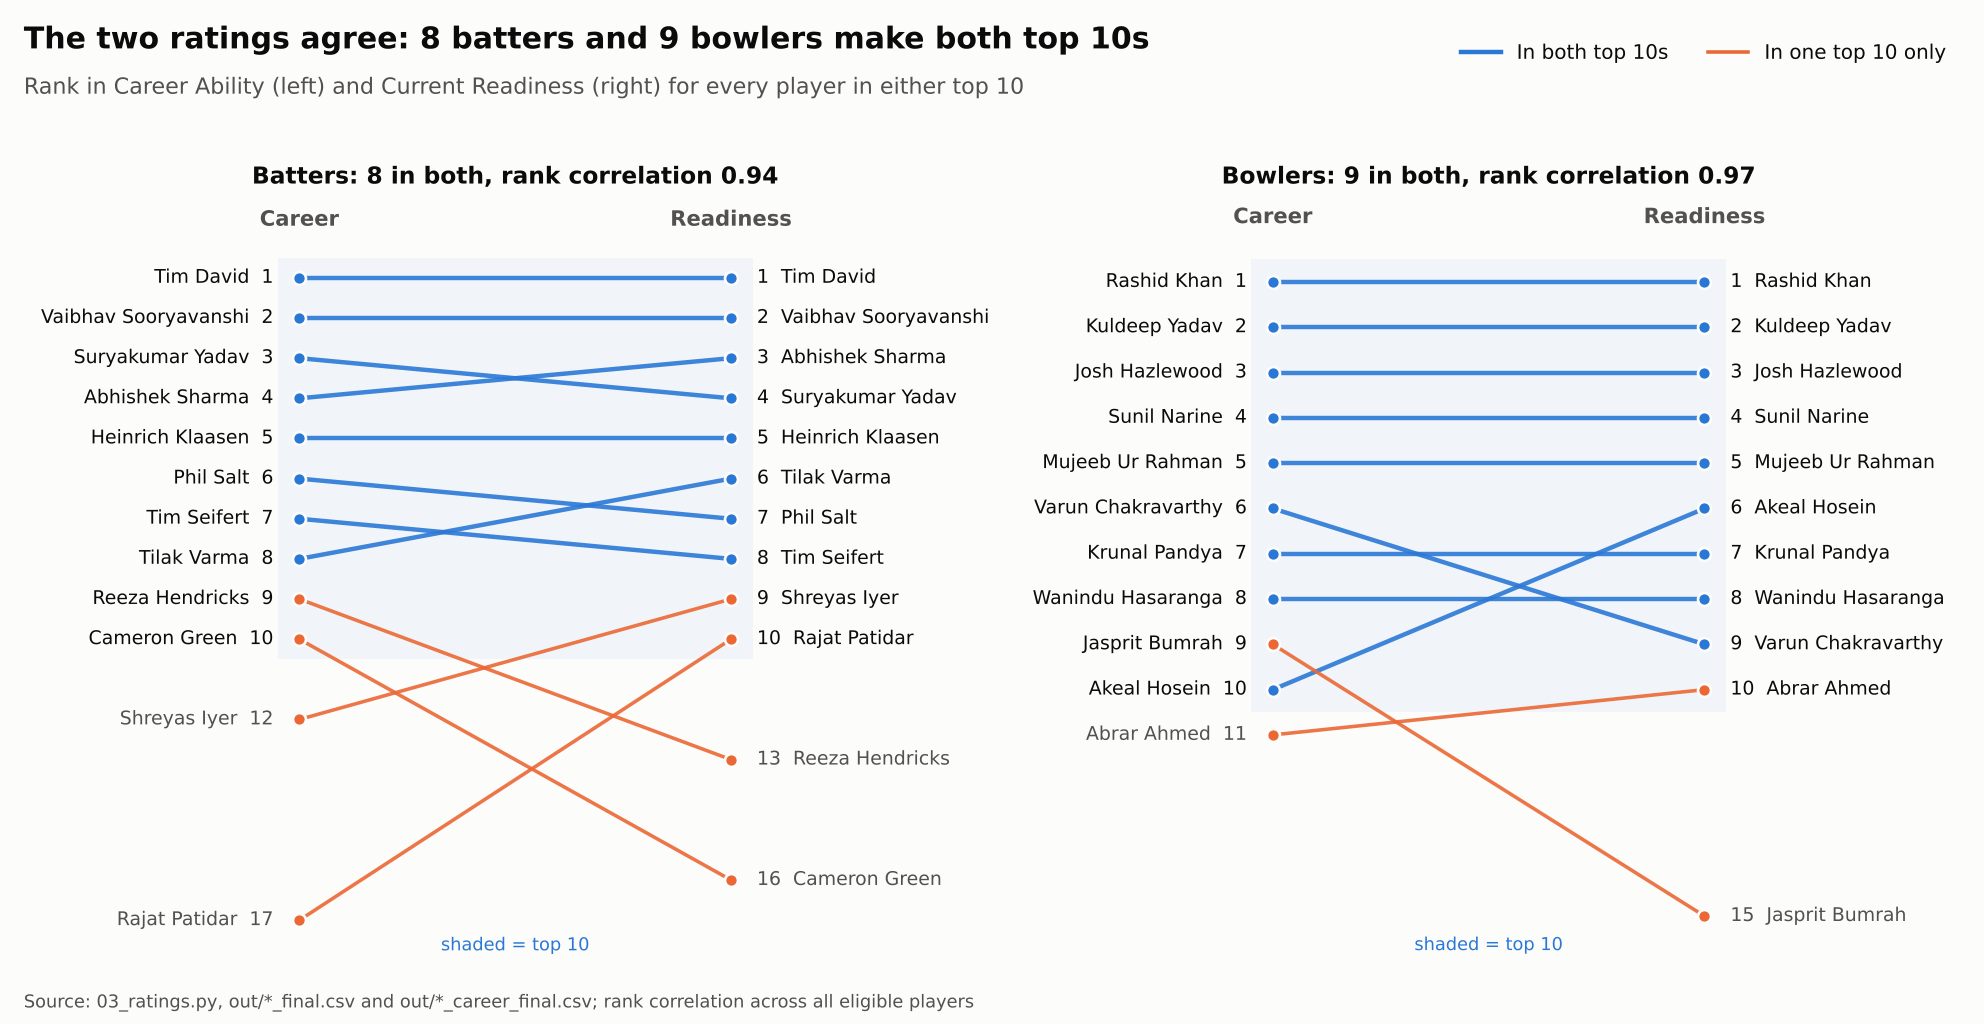 The two ratings agree: 8 batters and 9 bowlers make both top 10s
Rank in Career Ability (left) and Current Readiness (right) for every player in either top 10
In both top 10s
In one top 10 only
Batters: 8 in both, rank correlation 0.94
Career Readiness
Tim David 1 1 Tim David
Vaibhav Sooryavanshi 2 2 Vaibhav Sooryavanshi
Suryakumar Yadav 3 3 Abhishek Sharma
Abhishek Sharma 4 4 Suryakumar Yadav
Heinrich Klaasen 5 5 Heinrich Klaasen
Phil Salt 6 6 Tilak Varma
Tim Seifert 7 7 Phil Salt
Tilak Varma 8 8 Tim Seifert
Reeza Hendricks 9 9 Shreyas Iyer
Cameron Green 10 10 Rajat Patidar
Shreyas Iyer 12
13 Reeza Hendricks
16 Cameron Green
Rajat Patidar 17
shaded = top 10
Bowlers: 9 in both, rank correlation 0.97
Career Readiness
Rashid Khan 1 1 Rashid Khan
Kuldeep Yadav 2 2 Kuldeep Yadav
Josh Hazlewood 3 3 Josh Hazlewood
Sunil Narine 4 4 Sunil Narine
Mujeeb Ur Rahman 5 5 Mujeeb Ur Rahman
Varun Chakravarthy 6 6 Akeal Hosein
Krunal Pandya 7 7 Krunal Pandya
Wanindu Hasaranga 8 8 Wanindu Hasaranga
Jasprit Bumrah 9 9 Varun Chakravarthy
Akeal Hosein 10 10 Abrar Ahmed
Abrar Ahmed 11
15 Jasprit Bumrah
shaded = top 10
Source: 03_ratings.py, out/*_final.csv and out/*_career_final.csv; rank correlation across all eligible players